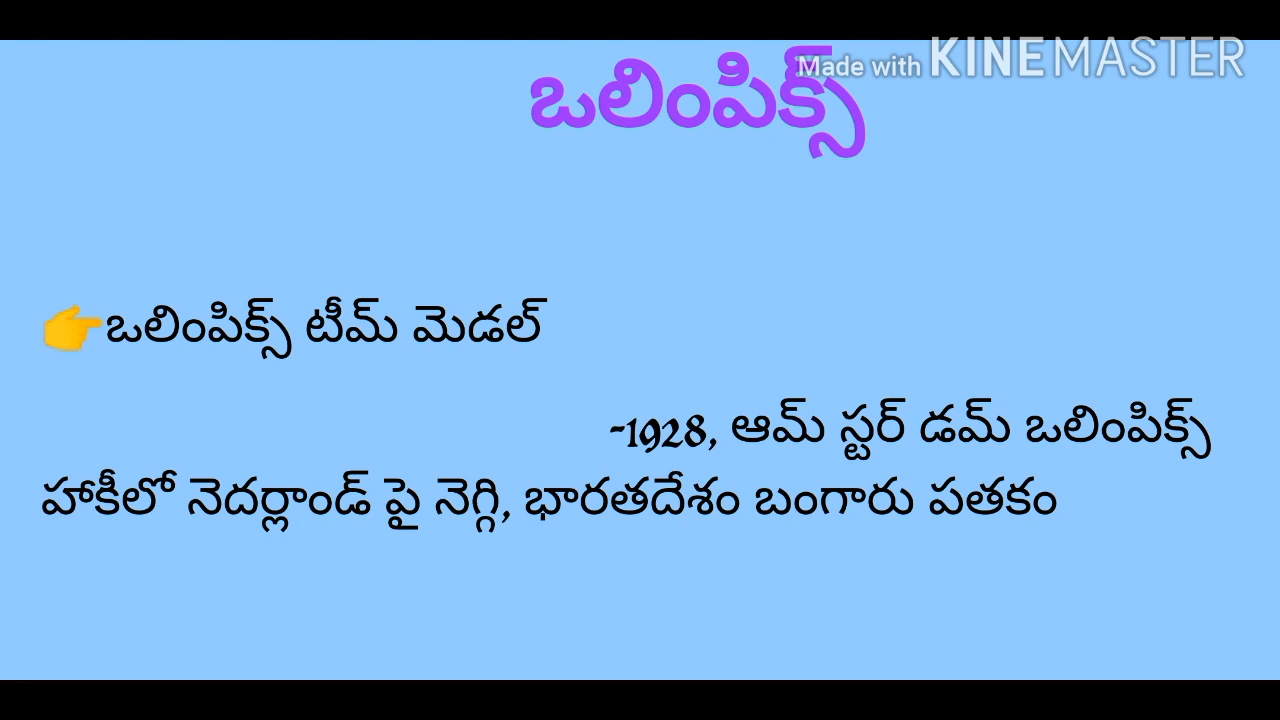 Made with KINEMASTER
ఒలింపిక్స్
👉ఒలింపిక్స్ టీమ్ మెడల్
-1928, ఆమ్ స్టర్ డమ్ ఒలింపిక్స్
హాకీలో నెదర్లాండ్ పై నెగ్గి, భారతదేశం బంగారు పతకం